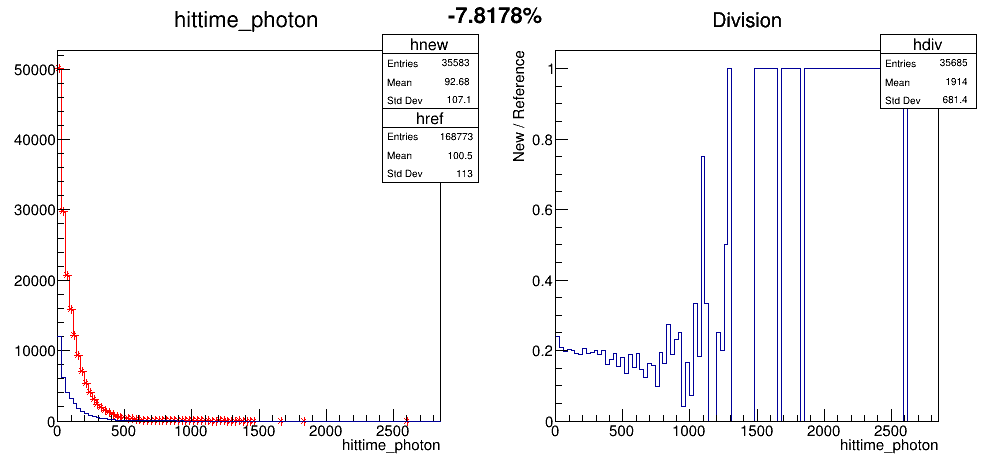 -7.8178%
hittime_photon
hnew
Entries 35583
Mean 92.68
Std Dev 107.1
href
Entries 168773
Mean 100.5
Std Dev 113
50000
40000
30000
20000
10000
0
0 500 1000 1500 2000 2500
hittime_photon
Division
hdiv
Entries 35685
Mean 1914
Std Dev 681.4
New / Reference
1
0.8
0.6
0.4
0.2
0
0 500 1000 1500 2000 2500
hittime_photon